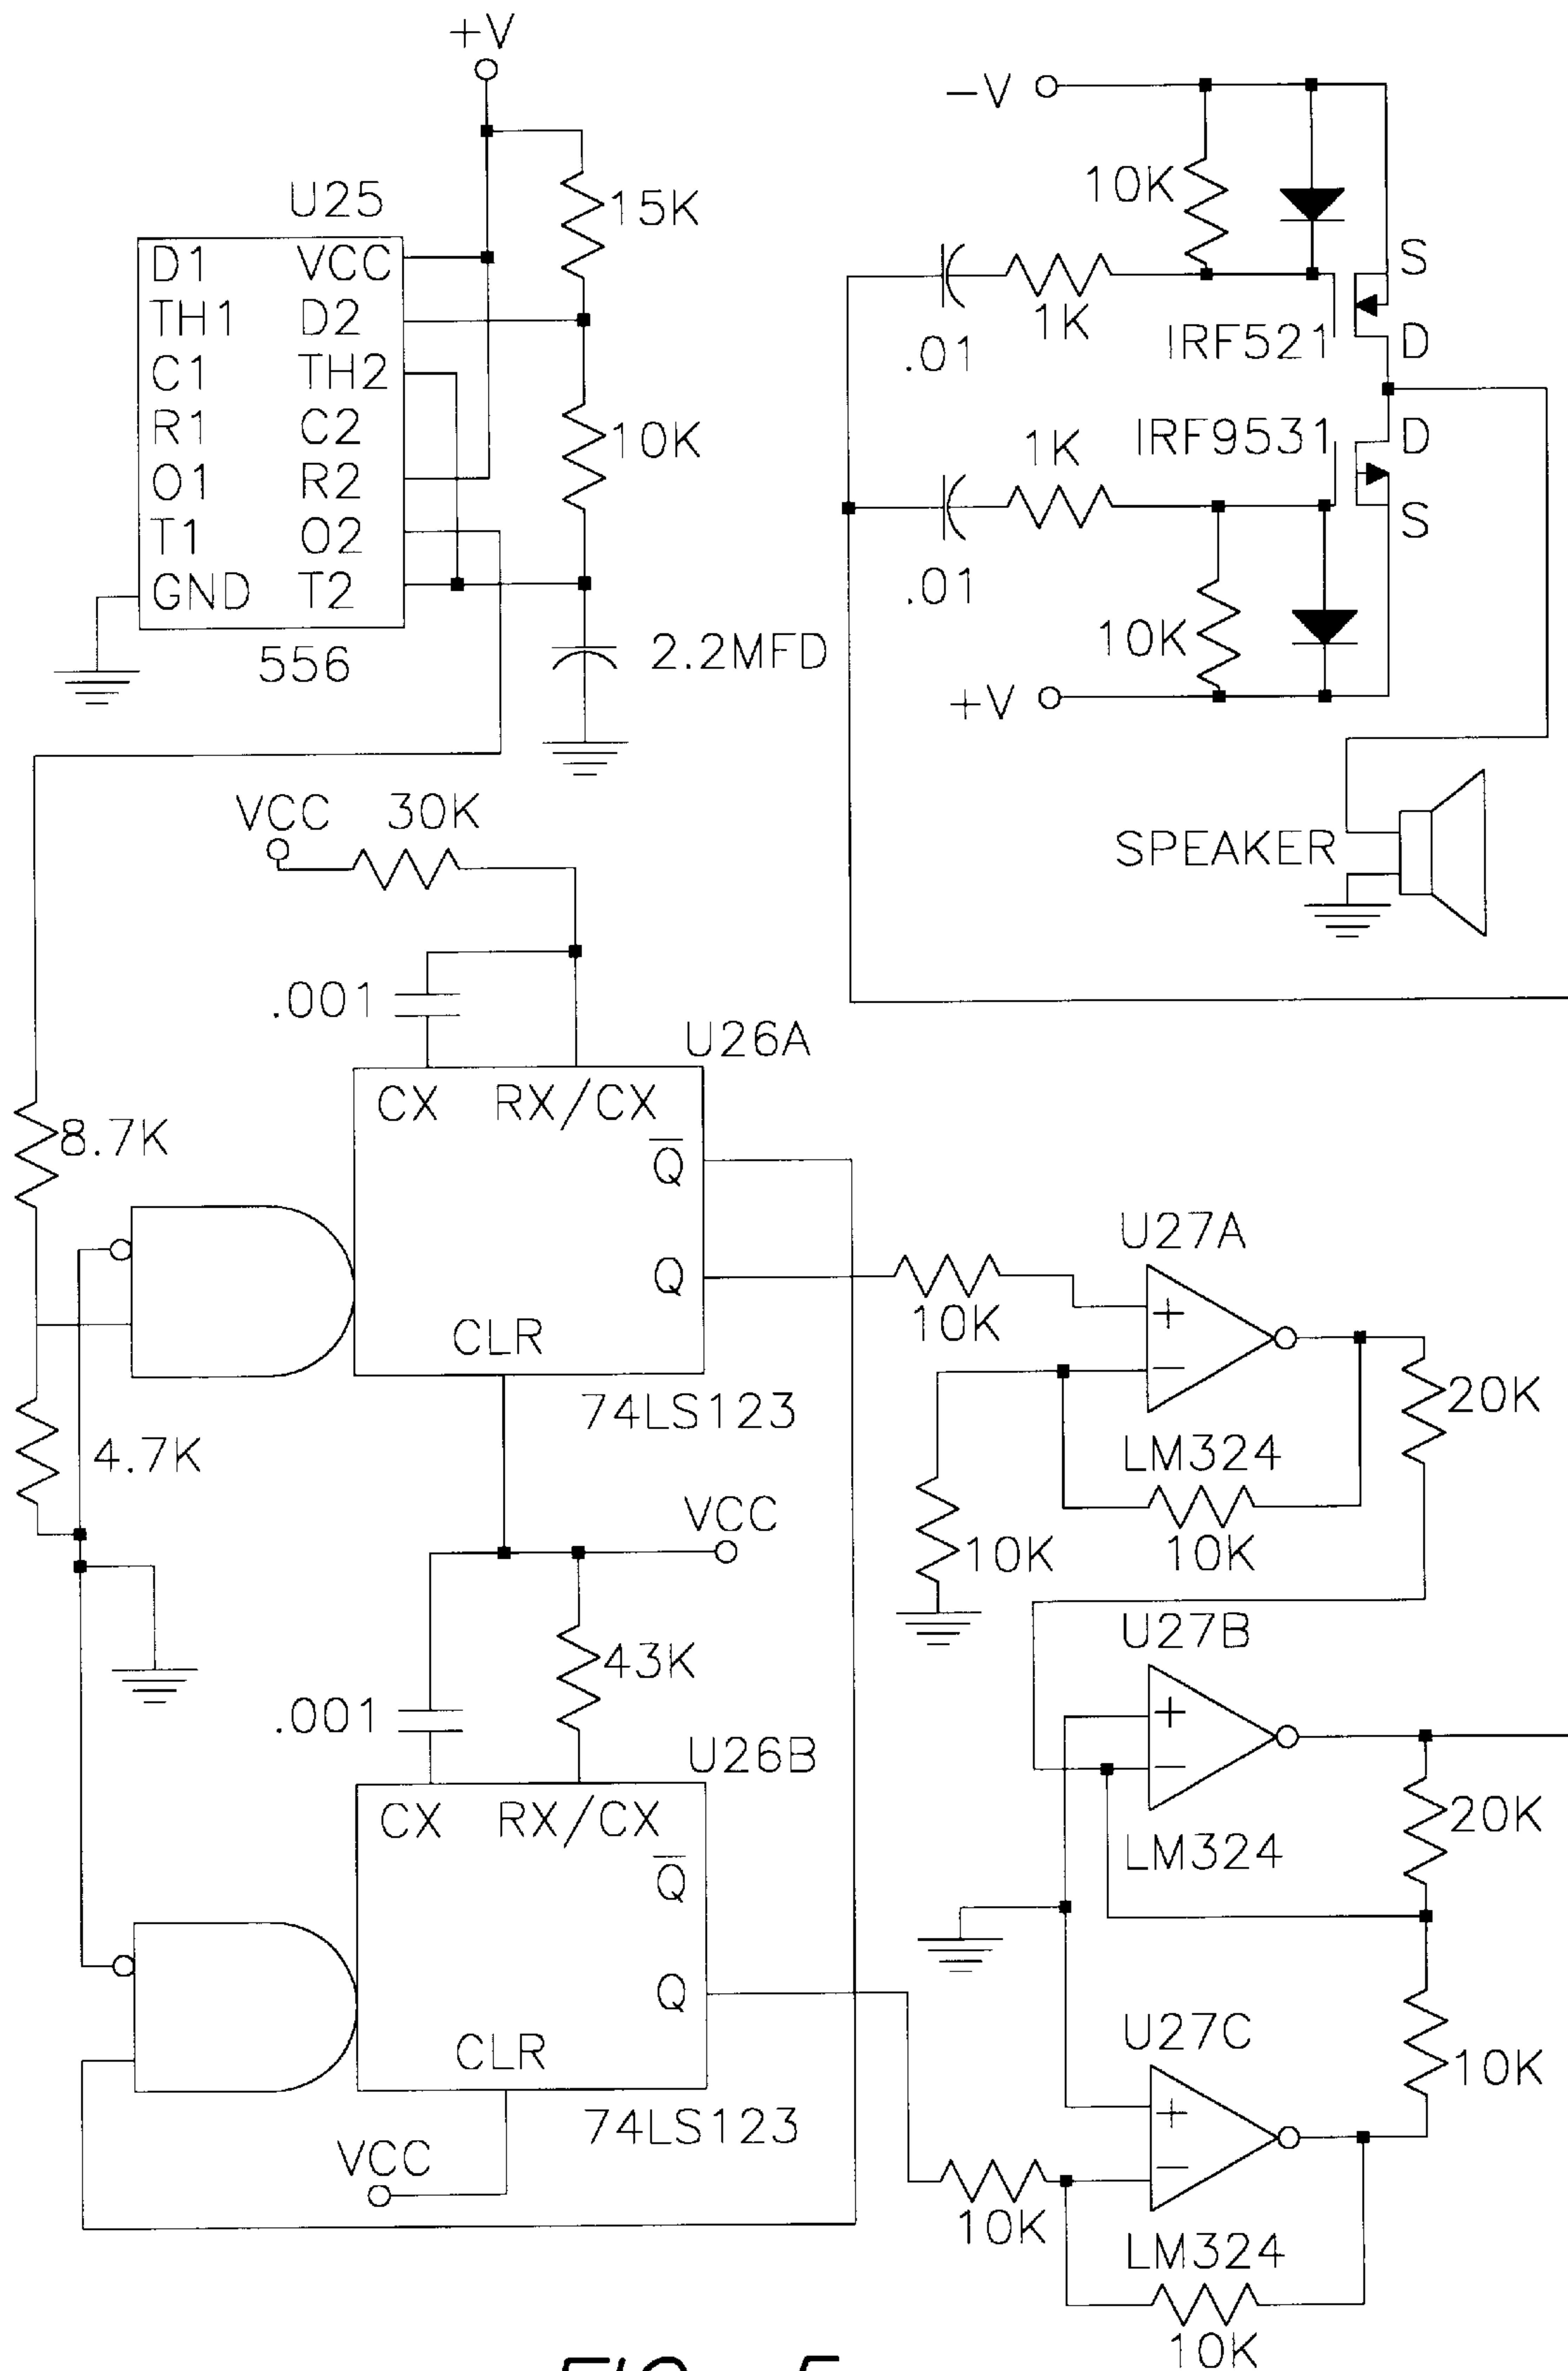 +V
U25
15K
D1 VCC
TH1 D2
C1 TH2
R1 C2
O1 R2
T1 O2
GND T2
10K
556
2.2MFD
-V
10K
S
.01
1K
IRF521
D
1K
IRF9531
D
S
.01
10K
+V
SPEAKER
VCC 30K
.001
U26A
CX RX/CX
Q
Q
CLR
74LS123
8.7K
4.7K
10K
U27A
+
-
LM324
10K
10K
20K
VCC
43K
.001
U26B
CX RX/CX
Q
Q
CLR
74LS123
VCC
U27B
+
-
LM324
20K
U27C
+
-
10K
10K
LM324
10K
FIG. 5